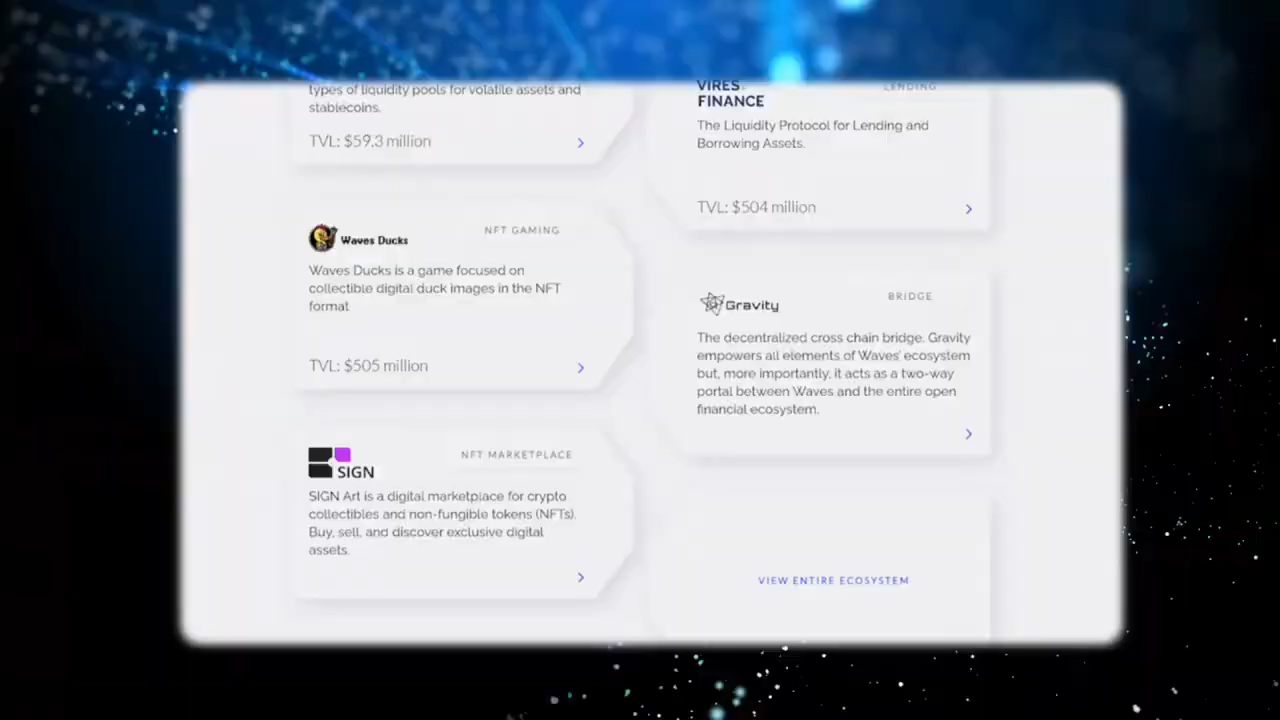 types of liquidity pools for volatile assets and
stablecoins.
TVL: $59.3 million
Waves Ducks
NFT GAMING
Waves Ducks is a game focused on
collectible digital duck images in the NFT
format
TVL: $505 million
SIGN
NFT MARKETPLACE
SIGN Art is a digital marketplace for crypto
collectibles and non-fungible tokens (NFTs).
Buy, sell, and discover exclusive digital
assets.
VIRES
FINANCE
LENDING
The Liquidity Protocol for Lending and
Borrowing Assets.
TVL: $504 million
Gravity
BRIDGE
The decentralized cross chain bridge. Gravity
empowers all elements of Waves' ecosystem
but, more importantly, it acts as a two-way
portal between Waves and the entire open
financial ecosystem.
VIEW ENTIRE ECOSYSTEM